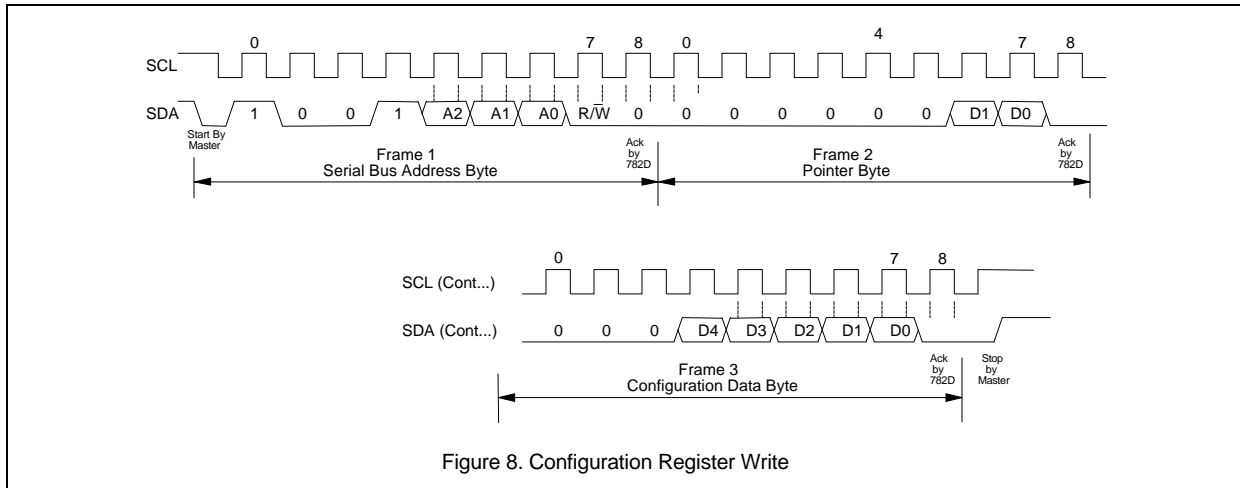 0 7 8 0 4 7 8
SCL
SDA 1 0 0 1 A2 A1 A0 R/W 0 0 0 0 0 0 0 D1 D0
Start By
Master
Ack
by
782D
Ack
by
782D
Frame 1
Serial Bus Address Byte
Frame 2
Pointer Byte
0 7 8
SCL (Cont...)
SDA (Cont...) 0 0 0 D4 D3 D2 D1 D0
Ack
by
782D
Stop
by
Master
Frame 3
Configuration Data Byte
Figure 8. Configuration Register Write